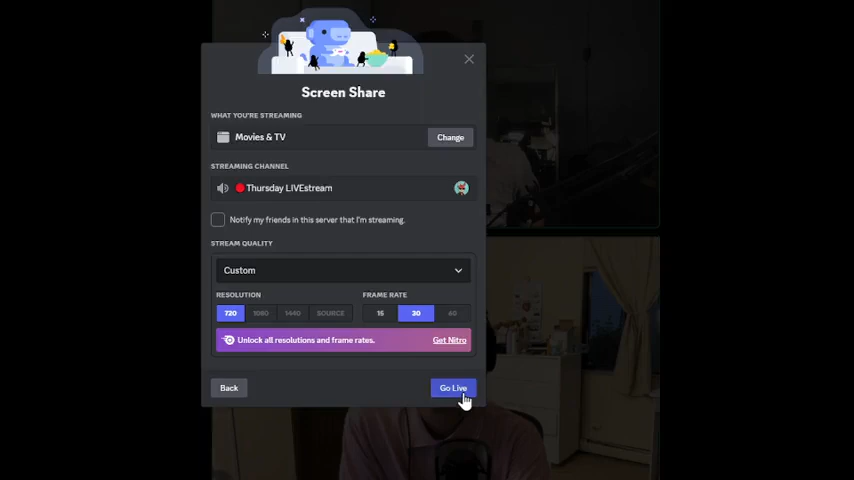 Screen Share
WHAT YOU'RE STREAMING
Movies & TV
Change
STREAMING CHANNEL
Thursday LIVEstream
Notify my friends in this server that I'm streaming.
STREAM QUALITY
Custom
RESOLUTION
FRAME RATE
720 1080 1440 SOURCE
15 30 60
Unlock all resolutions and frame rates. Get Nitro
Back
Go Live